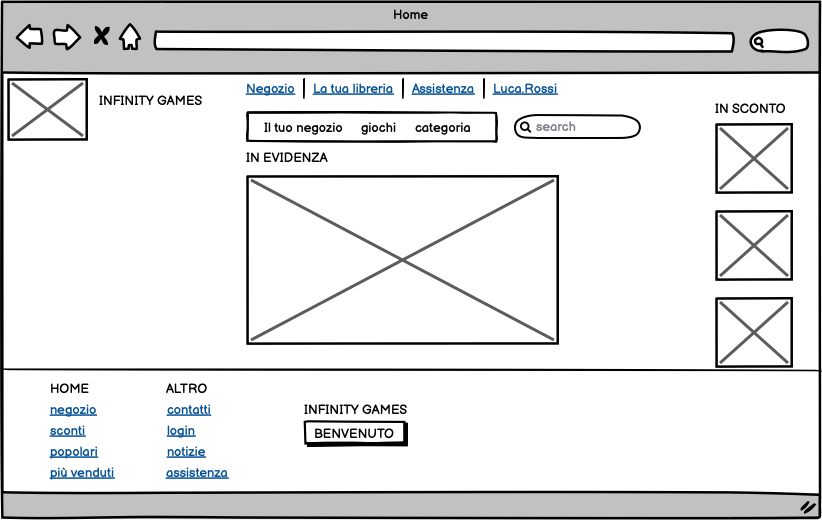 Home
INFINITY GAMES
Negozio La tua libreria Assistenza Luca.Rossi
Il tuo negozio giochi categoria
search
IN EVIDENZA
IN SCONTO
HOME
negozio
sconti
popolari
più venduti
ALTRO
contatti
login
notizie
assistenza
INFINITY GAMES
BENVENUTO